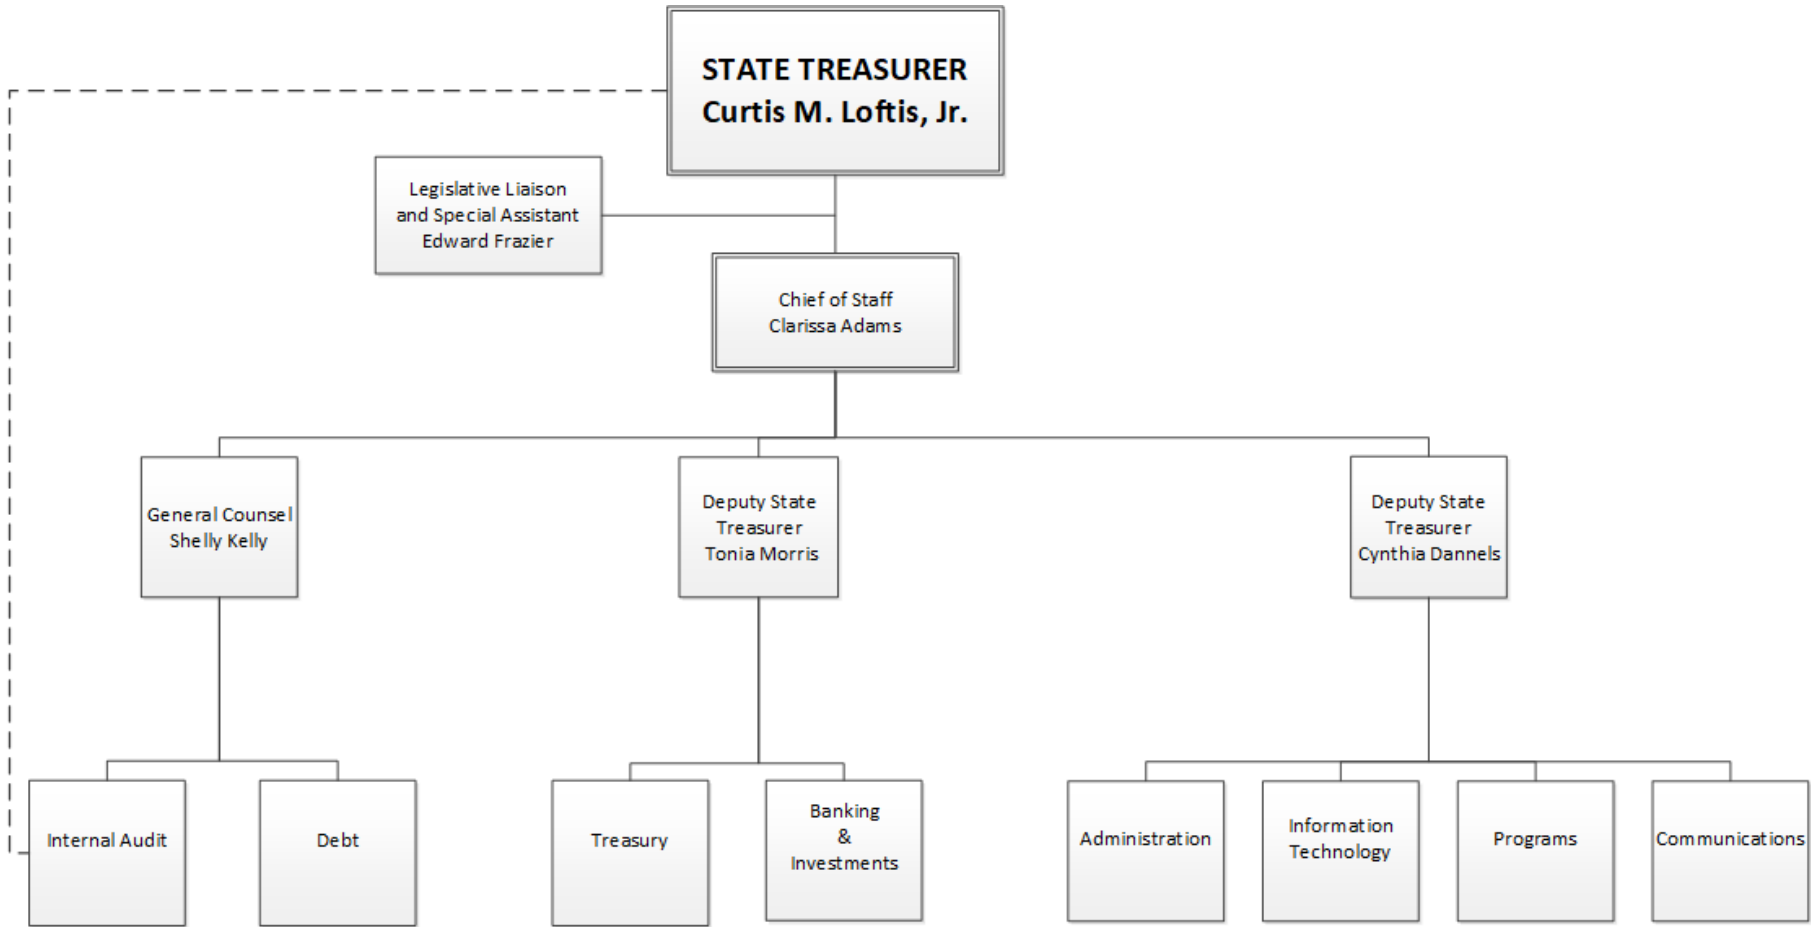 STATE TREASURER
Curtis M. Loftis, Jr.
Legislative Liaison
and Special Assistant
Edward Frazier
Chief of Staff
Clarissa Adams
General Counsel
Shelly Kelly
Deputy State
Treasurer
Tonia Morris
Deputy State
Treasurer
Cynthia Dannels
Internal Audit
Debt
Treasury
Banking
&
Investments
Administration
Information
Technology
Programs
Communications